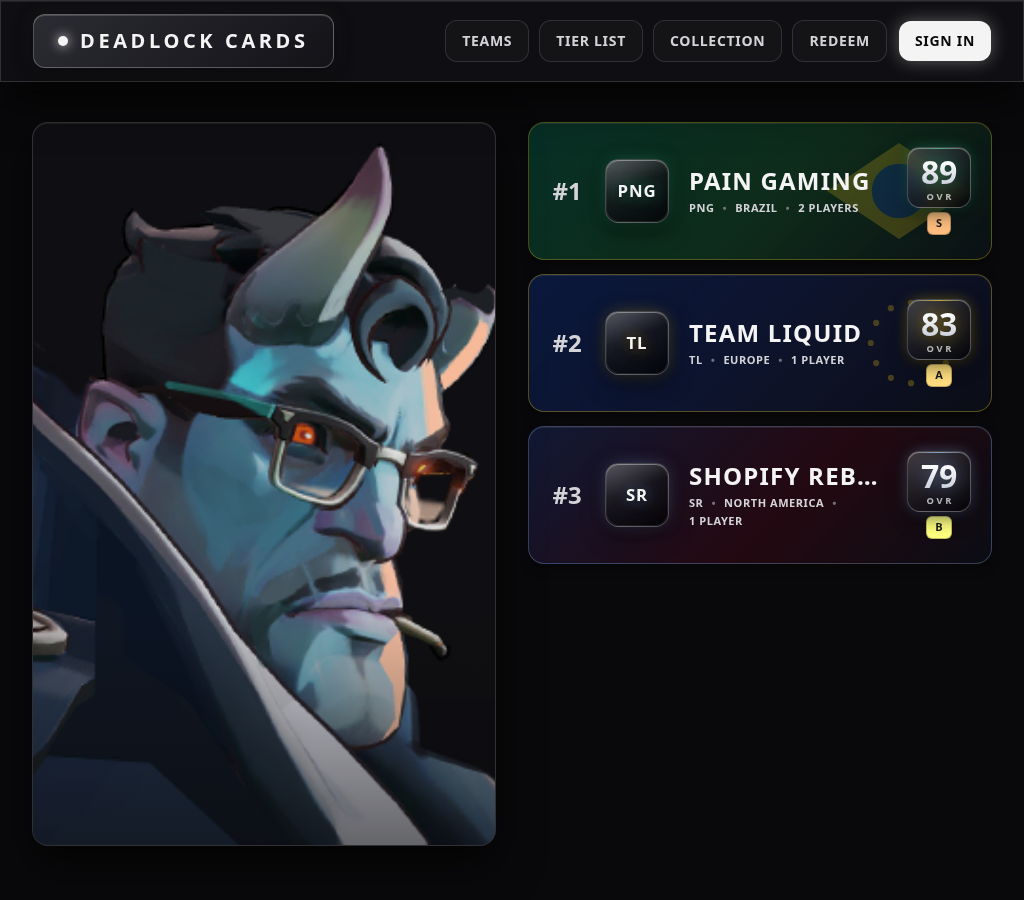 DEADLOCK CARDS
TEAMS
TIER LIST
COLLECTION
REDEEM
SIGN IN
#1
PNG
PAIN GAMING
PNG • BRAZIL • 2 PLAYERS
89
OVR
S
#2
TL
TEAM LIQUID
TL • EUROPE • 1 PLAYER
83
OVR
A
#3
SR
SHOPIFY REB...
SR • NORTH AMERICA •
1 PLAYER
79
OVR
B